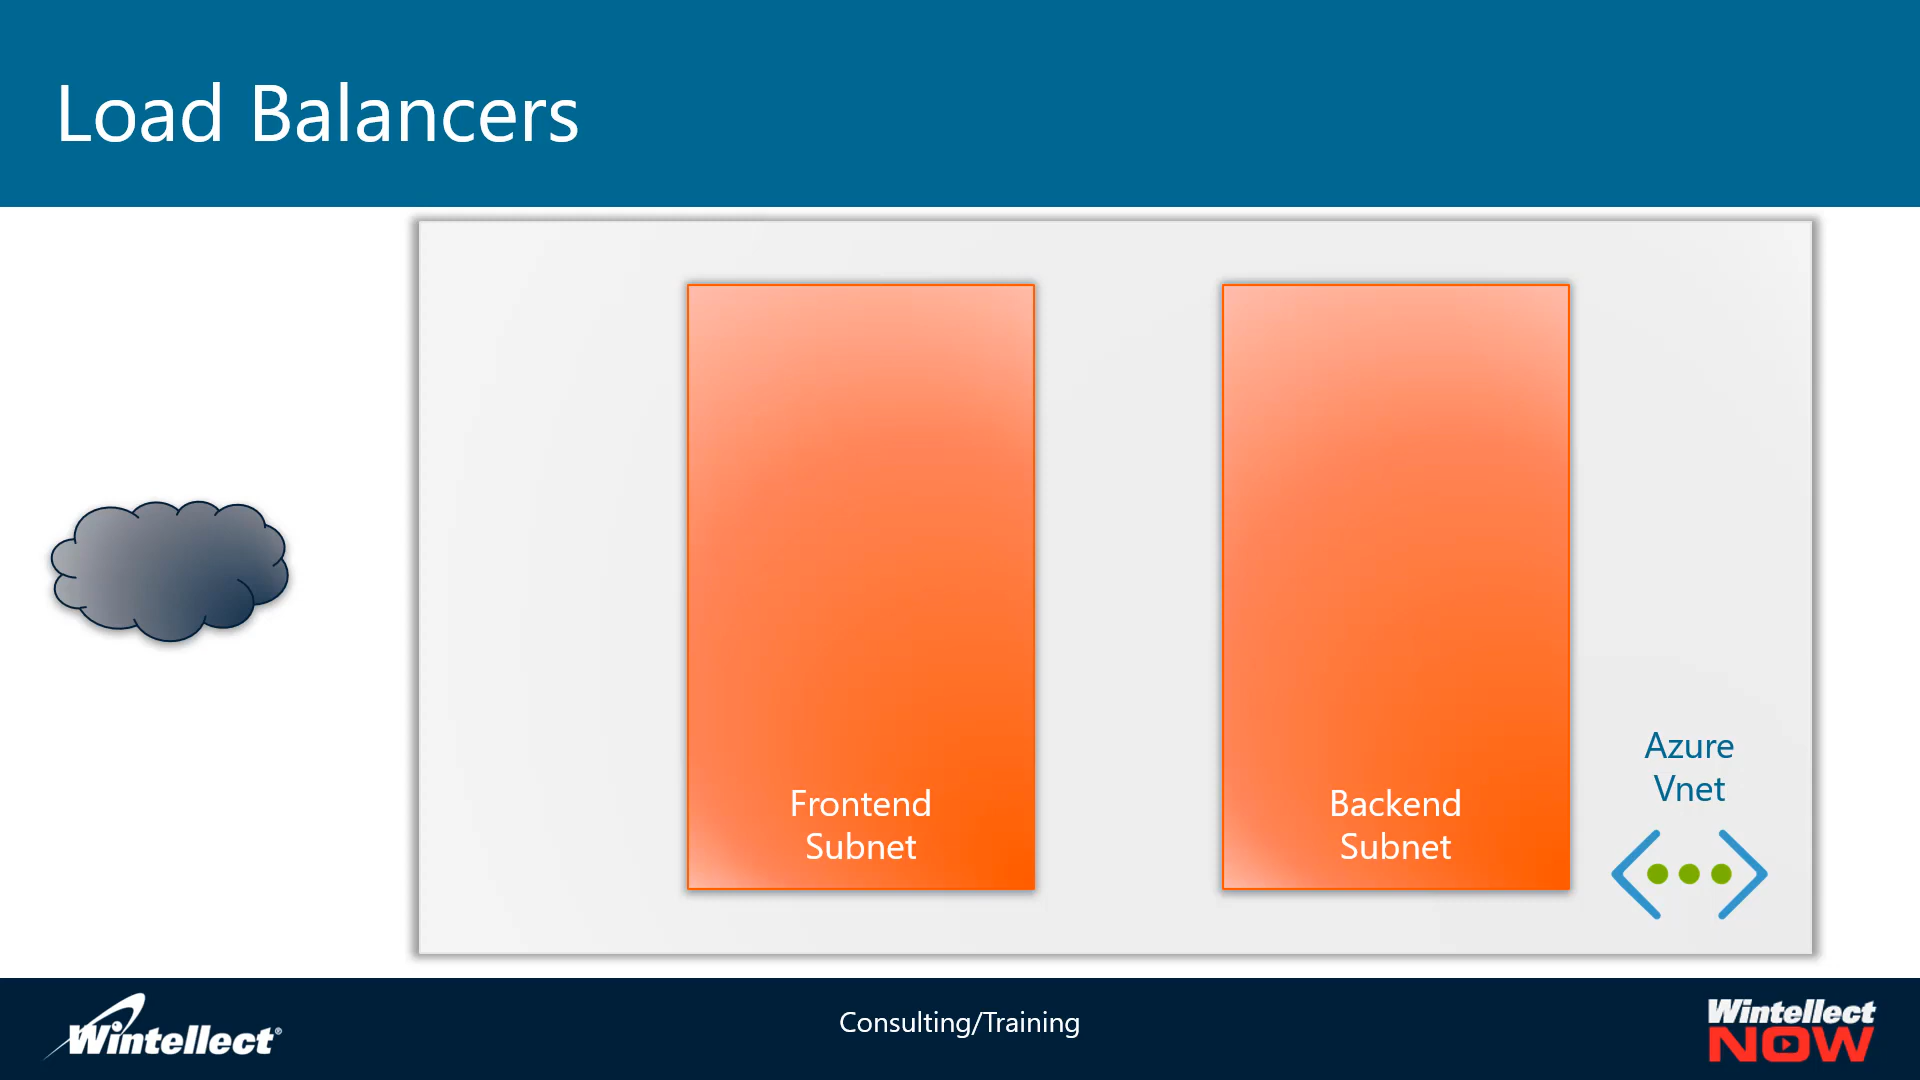 Load Balancers
Frontend
Subnet
Backend
Subnet
Azure
Vnet
Wintellect®
Consulting/Training
Wintellect
NOW